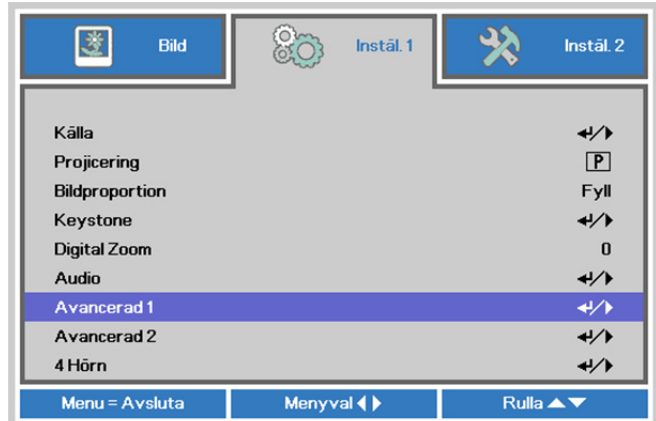 Bild
Instäl. 1
Instäl. 2
Källa
Projicering P
Bildproportion Fyll
Keystone
Digital Zoom 0
Audio
Avancerad 1
Avancerad 2
4 Hörn
Menu = Avsluta Menyval Rulla